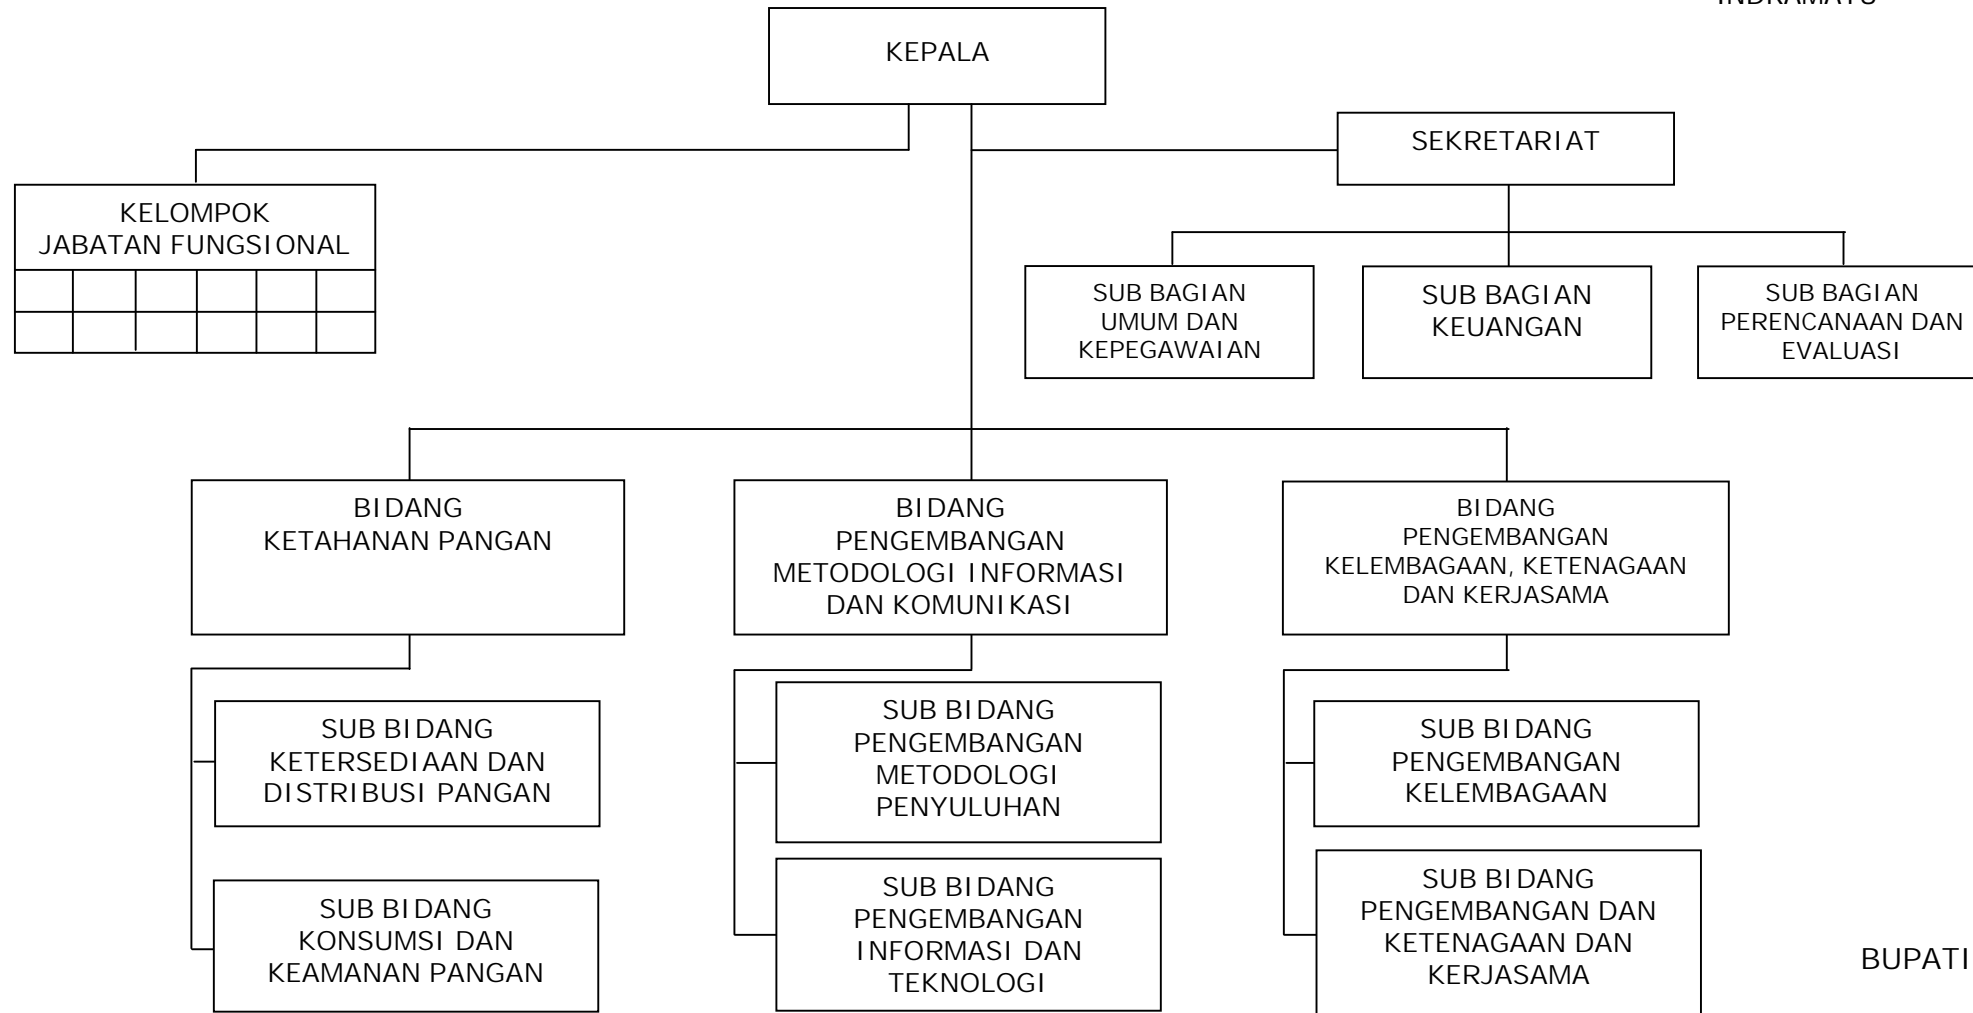 KEPALA
SEKRETARIAT
KELOMPOK
JABATAN FUNGSIONAL
SUB BAGIAN
UMUM DAN
KEPEGAWAIAN
SUB BAGIAN
KEUANGAN
SUB BAGIAN
PERENCANAAN DAN
EVALUASI
BIDANG
KETAHANAN PANGAN
BIDANG
PENGEMBANGAN
METODOLOGI INFORMASI
DAN KOMUNIKASI
BIDANG
PENGEMBANGAN
KELEMBAGAAN, KETENAGAAN
DAN KERJASAMA
SUB BIDANG
KETERSEDIAAN DAN
DISTRIBUSI PANGAN
SUB BIDANG
PENGEMBANGAN
METODOLOGI
PENYULUHAN
SUB BIDANG
PENGEMBANGAN
KELEMBAGAAN
SUB BIDANG
KONSUMSI DAN
KEAMANAN PANGAN
SUB BIDANG
PENGEMBANGAN
INFORMASI DAN
TEKNOLOGI
SUB BIDANG
PENGEMBANGAN DAN
KETENAGAAN DAN
KERJASAMA
BUPATI